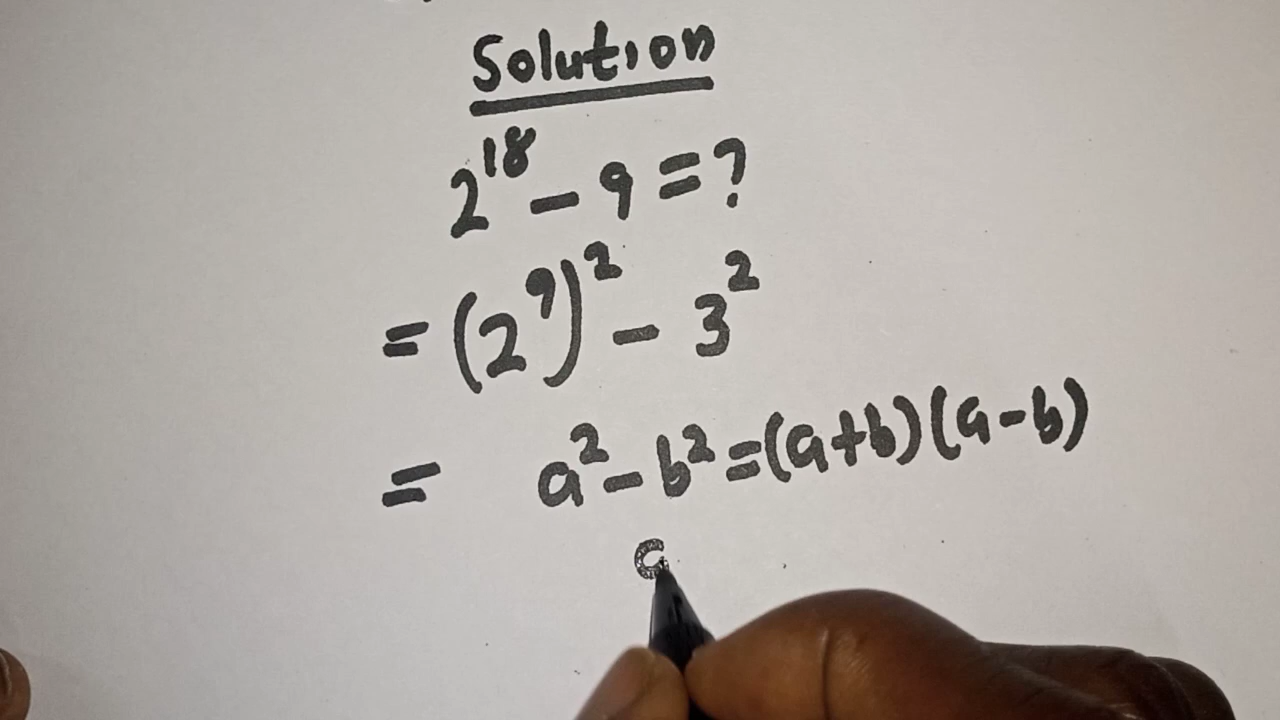 Solution
2^18 - 9 = ?
= (2^9)^2 - 3^2
= a^2 - b^2 = (a+b)(a-b)